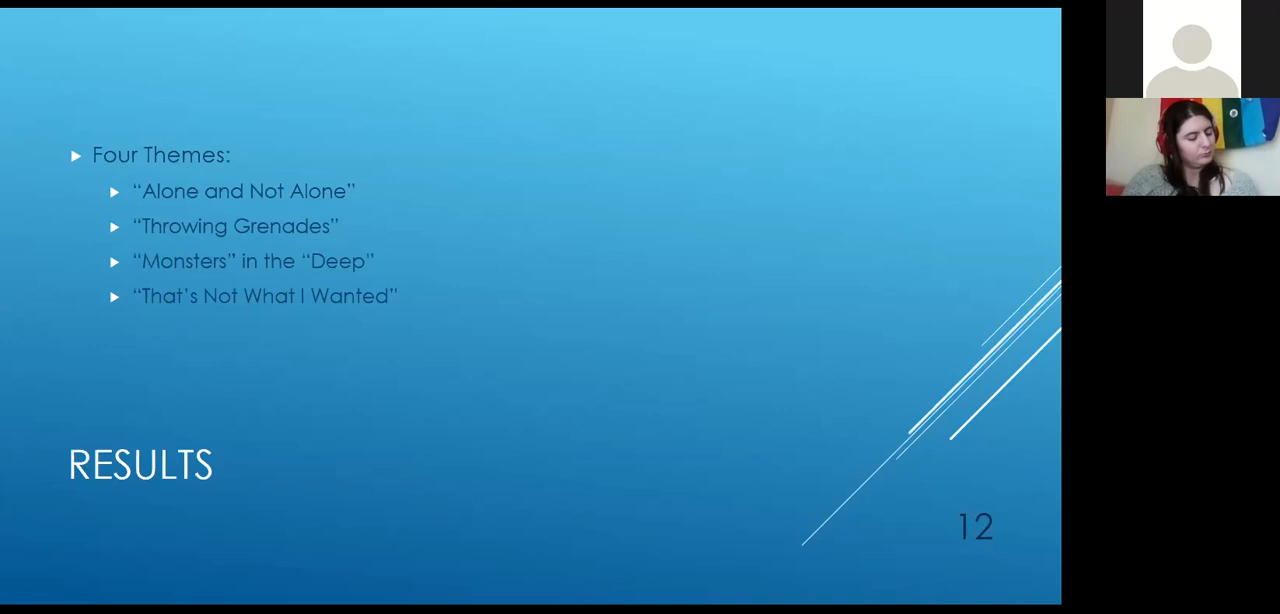 Four Themes:
“Alone and Not Alone”
“Throwing Grenades”
“Monsters” in the “Deep”
“That’s Not What I Wanted”
RESULTS
12